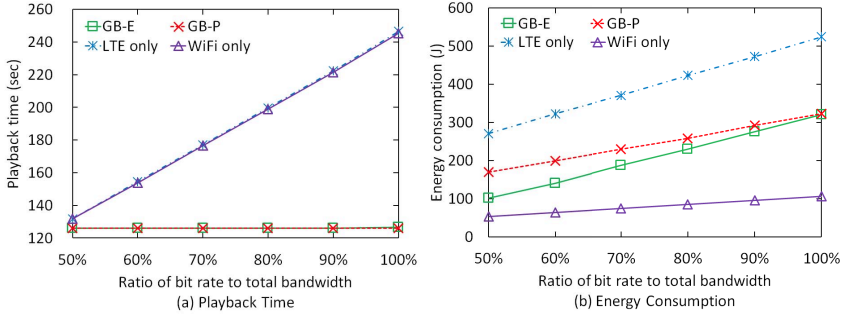 260
240
220
200
180
160
140
120
Playback time (sec)
GB-E
GB-P
LTE only
WiFi only
50%
60%
70%
80%
90%
100%
Ratio of bit rate to total bandwidth
(a) Playback Time
600
500
400
300
200
100
0
Energy consumption (J)
GB-E
GB-P
LTE only
WiFi only
50%
60%
70%
80%
90%
100%
Ratio of bit rate to total bandwidth
(b) Energy Consumption